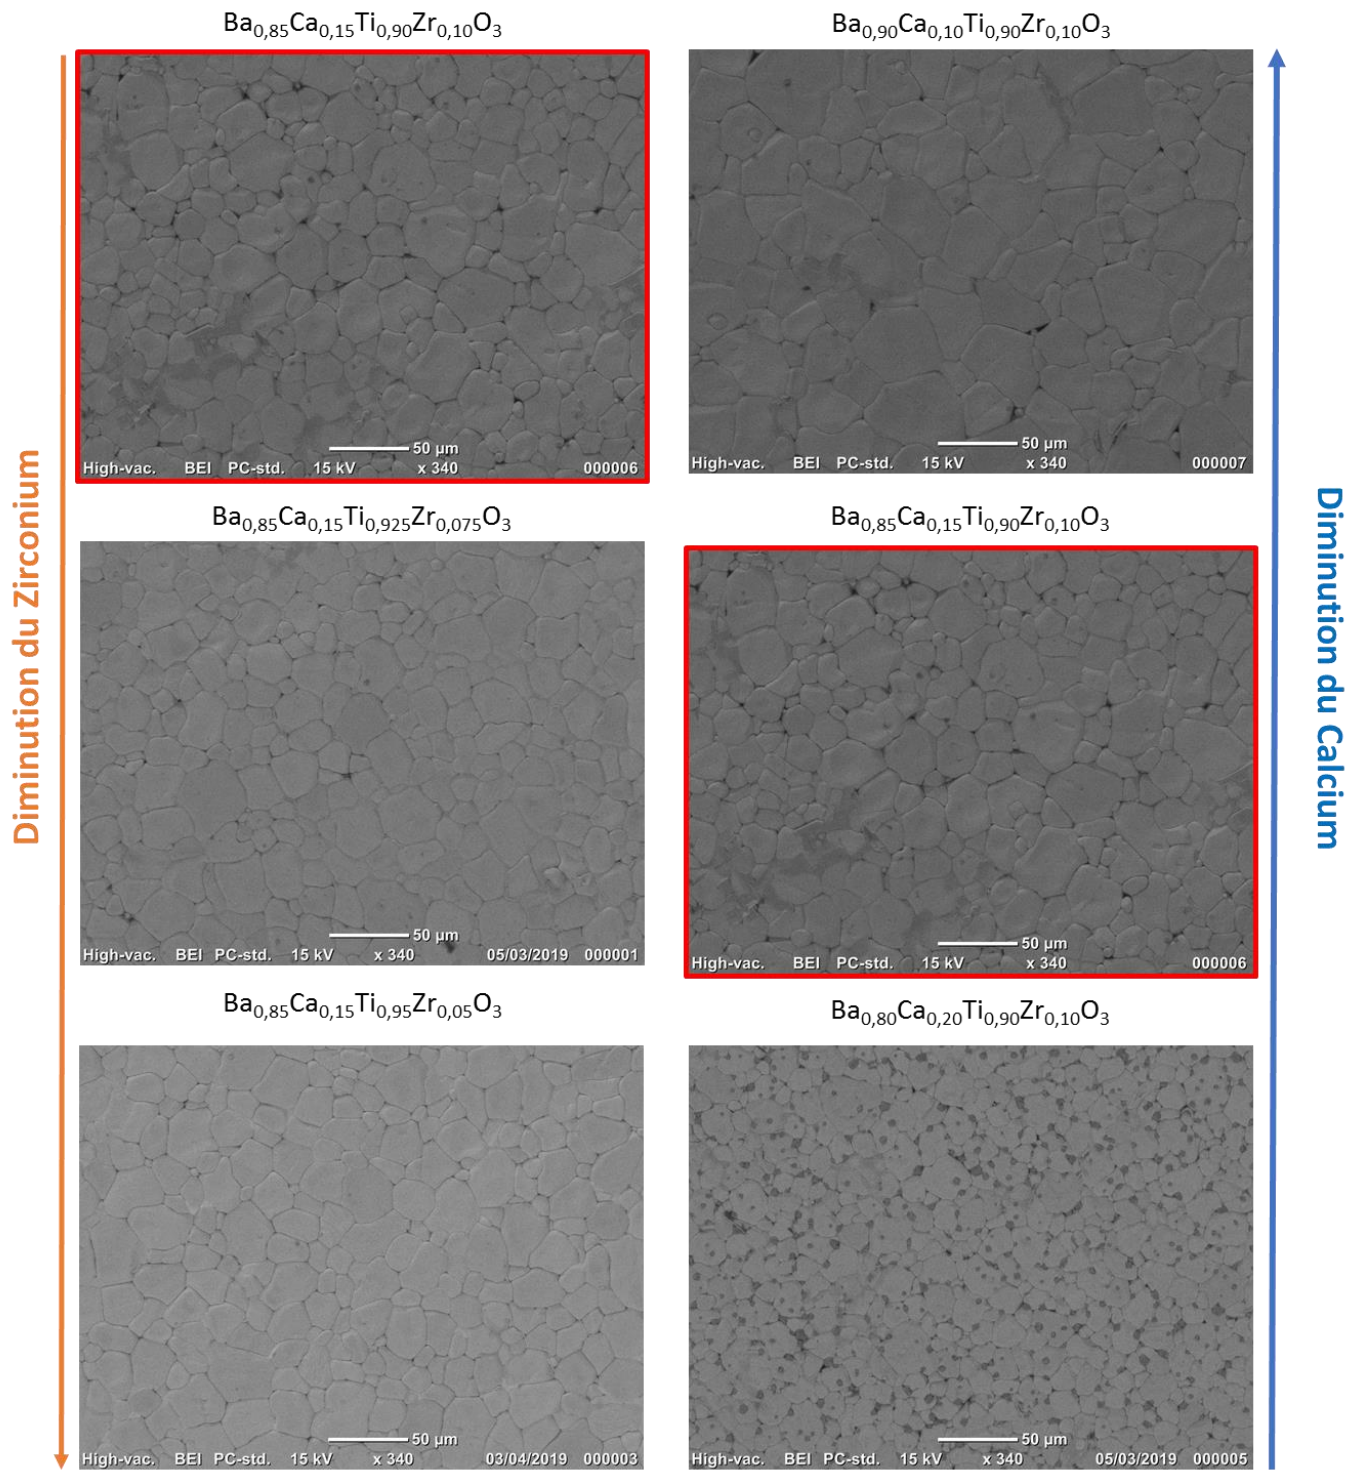 Ba0,85Ca0,15Ti0,90Zr0,10O3
Ba0,90Ca0,10Ti0,90Zr0,10O3
50 µm
High-vac. BEI PC-std. 15 kV x 340 000006
50 µm
High-vac. BEI PC-std. 15 kV x 340 000007
Diminution du Zirconium
Diminution du Calcium
Ba0,85Ca0,15Ti0,925Zr0,075O3
Ba0,85Ca0,15Ti0,90Zr0,10O3
50 µm
High-vac. BEI PC-std. 15 kV x 340 05/03/2019 000001
50 µm
High-vac. BEI PC-std. 15 kV x 340 000006
Ba0,85Ca0,15Ti0,95Zr0,05O3
Ba0,80Ca0,20Ti0,90Zr0,10O3
50 µm
High-vac. BEI PC-std. 15 kV x 340 03/04/2019 000003
50 µm
High-vac. BEI PC-std. 15 kV x 340 05/03/2019 000005